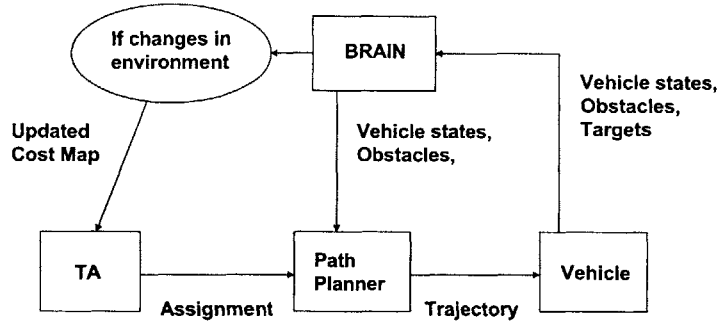 If changes in
environment
BRAIN
Vehicle states,
Obstacles,
Targets
Updated
Cost Map
Vehicle states,
Obstacles,
TA
Path
Planner
Vehicle
Assignment
Trajectory